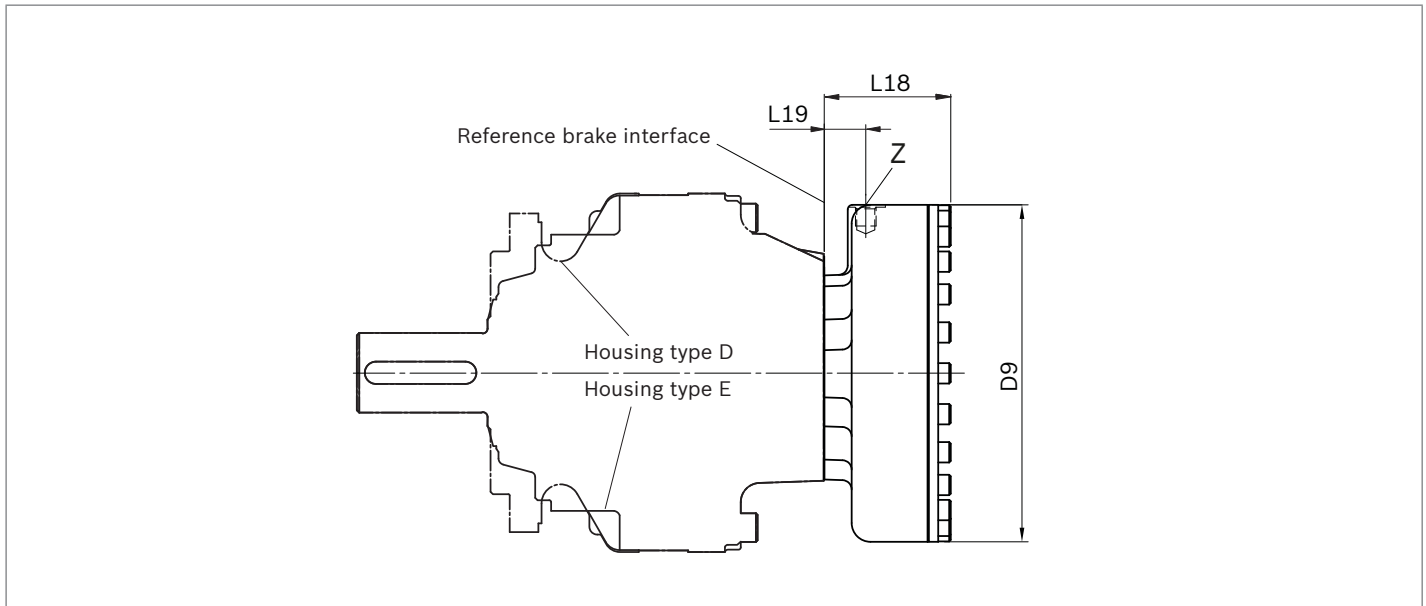 L18
L19
Reference brake interface
Z
Housing type D
Housing type E
D9